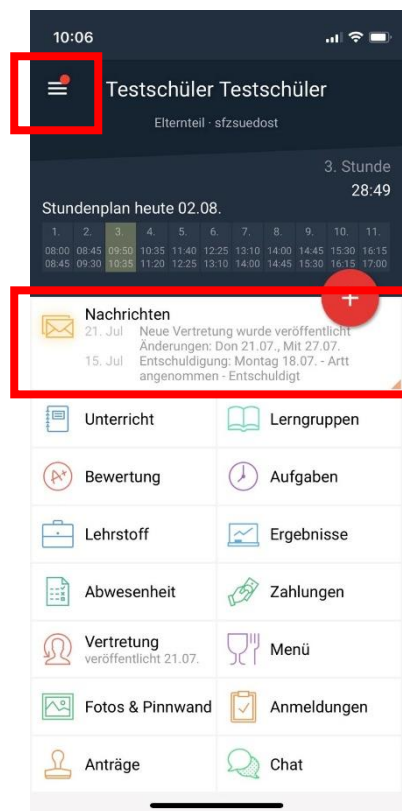 10:06
Testschüler Testschüler
Elternteil · sfzsuedost
3. Stunde
28:49
Stundenplan heute 02.08.
1. 2. 3. 4. 5. 6. 7. 8. 9. 10. 11.
08:00 08:45 09:50 10:35 11:40 12:25 13:10 14:00 14:45 15:30 16:15
08:45 09:30 10:35 11:20 12:25 13:10 14:00 14:45 15:30 16:15 17:00
+
Nachrichten
21. Jul Neue Vertretung wurde veröffentlicht
Änderungen: Don 21.07., Mit 27.07.
15. Jul Entschuldigung: Montag 18.07. - Artt
angenommen - Entschuldigt
Unterricht
Lerngruppen
A+
Bewertung
Aufgaben
Lehrstoff
Ergebnisse
Abwesenheit
Zahlungen
Vertretung
veröffentlicht 21.07.
Menü
Fotos & Pinnwand
Anmeldungen
Anträge
Chat